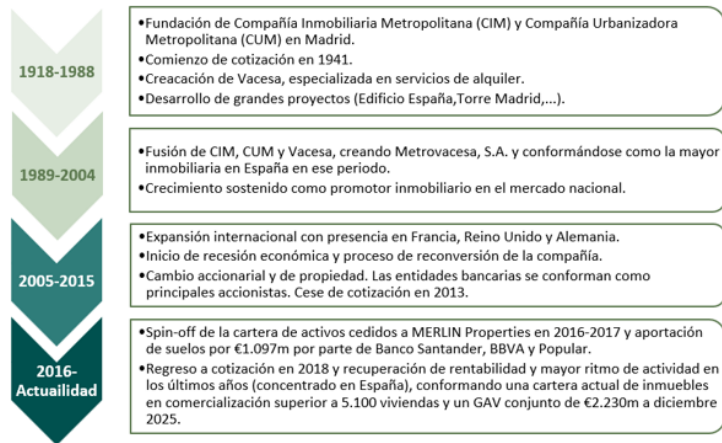 1918-1988
•Fundación de Compañía Inmobiliaria Metropolitana (CIM) y Compañía Urbanizadora
Metropolitana (CUM) en Madrid.
•Comienzo de cotización en 1941.
•Creacación de Vacesa, especializada en servicios de alquiler.
•Desarrollo de grandes proyectos (Edificio España,Torre Madrid,...).
1989-2004
•Fusión de CIM, CUM y Vacesa, creando Metrovacesa, S.A. y conformándose como la mayor
inmobiliaria en España en ese periodo.
•Crecimiento sostenido como promotor inmobiliario en el mercado nacional.
2005-2015
•Expansión internacional con presencia en Francia, Reino Unido y Alemania.
•Inicio de recesión económica y proceso de reconversión de la compañía.
•Cambio accionarial y de propiedad. Las entidades bancarias se conforman como
principales accionistas. Cese de cotización en 2013.
2016-
Actuailidad
•Spin-off de la cartera de activos cedidos a MERLIN Properties en 2016-2017 y aportación
de suelos por €1.097m por parte de Banco Santander, BBVA y Popular.
•Regreso a cotización en 2018 y recuperación de rentabilidad y mayor ritmo de actividad en
los últimos años (concentrado en España), conformando una cartera actual de inmuebles
en comercialización superior a 5.100 viviendas y un GAV conjunto de €2.230m a diciembre
2025.